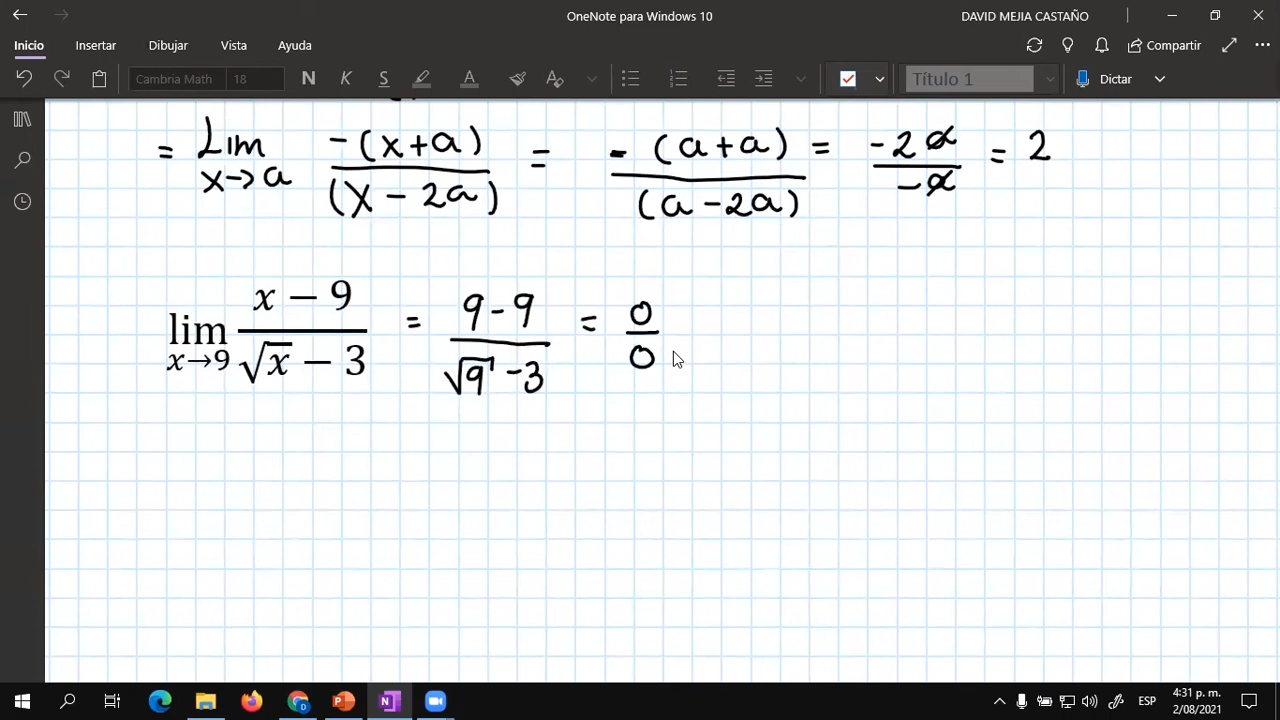 OneNote para Windows 10
DAVID MEJIA CASTAÑO
Inicio Insertar Dibujar Vista Ayuda
Compartir
Cambria Math 18 N K S A Título 1 Dictar
= Lim x→a -(x+a) / (x - 2a) = - (a+a) / (a - 2a) = -2a / -a = 2
lim x→9 x − 9 / √x − 3 = 9 - 9 / √9 - 3 = 0 / 0
ESP 4:31 p. m.
2/08/2021